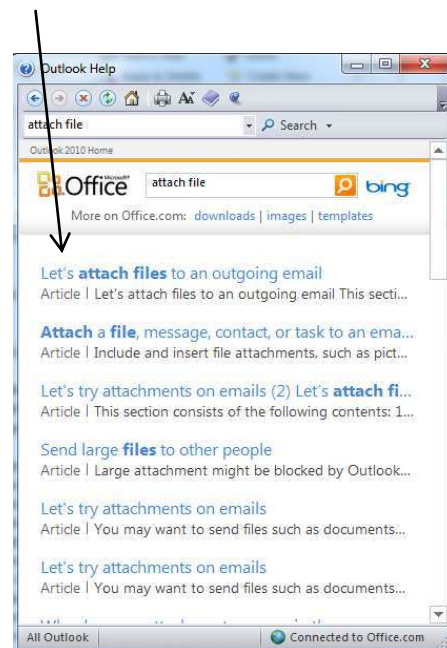 Outlook Help
attach file
Search
Outlook 2010 Home
Office
attach file
bing
More on Office.com: downloads | images | templates
Let's attach files to an outgoing email
Article | Let's attach files to an outgoing email This secti...
Attach a file, message, contact, or task to an ema...
Article | Include and insert file attachments, such as pict...
Let's try attachments on emails (2) Let's attach fi...
Article | This section consists of the following contents: 1...
Send large files to other people
Article | Large attachment might be blocked by Outlook...
Let's try attachments on emails
Article | You may want to send files such as documents...
Let's try attachments on emails
Article | You may want to send files such as documents...
All Outlook
Connected to Office.com